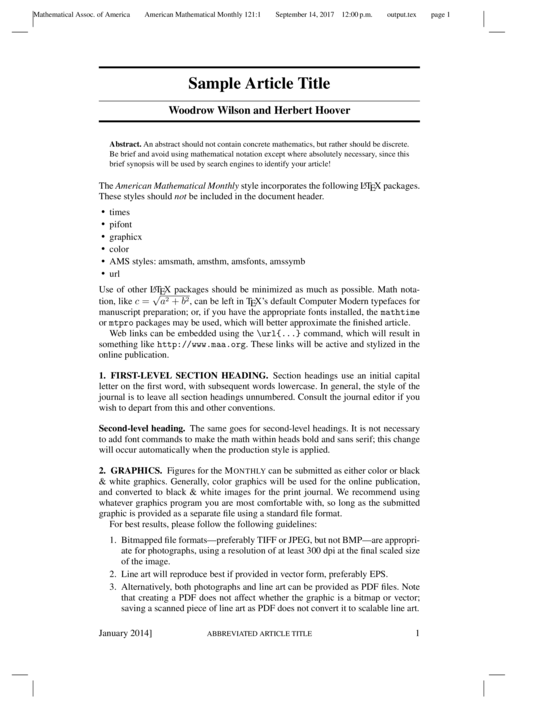 Mathematical Assoc. of America American Mathematical Monthly 121:1 September 14, 2017 12:00 p.m. output.tex page 1
Sample Article Title
Woodrow Wilson and Herbert Hoover
Abstract. An abstract should not contain concrete mathematics, but rather should be discrete.
Be brief and avoid using mathematical notation except where absolutely necessary, since this
brief synopsis will be used by search engines to identify your article!
The American Mathematical Monthly style incorporates the following LATEX packages.
These styles should not be included in the document header.
• times
• pifont
• graphicx
• color
• AMS styles: amsmath, amsthm, amsfonts, amssymb
• url
Use of other LATEX packages should be minimized as much as possible. Math nota-
tion, like c = √a² + b², can be left in TEX's default Computer Modern typefaces for
manuscript preparation; or, if you have the appropriate fonts installed, the mathtime
or mtpro packages may be used, which will better approximate the finished article.
Web links can be embedded using the \url{...} command, which will result in
something like http://www.maa.org. These links will be active and stylized in the
online publication.
1. FIRST-LEVEL SECTION HEADING. Section headings use an initial capital
letter on the first word, with subsequent words lowercase. In general, the style of the
journal is to leave all section headings unnumbered. Consult the journal editor if you
wish to depart from this and other conventions.
Second-level heading. The same goes for second-level headings. It is not necessary
to add font commands to make the math within heads bold and sans serif; this change
will occur automatically when the production style is applied.
2. GRAPHICS. Figures for the MONTHLY can be submitted as either color or black
& white graphics. Generally, color graphics will be used for the online publication,
and converted to black & white images for the print journal. We recommend using
whatever graphics program you are most comfortable with, so long as the submitted
graphic is provided as a separate file using a standard file format.
For best results, please follow the following guidelines:
1. Bitmapped file formats—preferably TIFF or JPEG, but not BMP—are appropri-
ate for photographs, using a resolution of at least 300 dpi at the final scaled size
of the image.
2. Line art will reproduce best if provided in vector form, preferably EPS.
3. Alternatively, both photographs and line art can be provided as PDF files. Note
that creating a PDF does not affect whether the graphic is a bitmap or vector;
saving a scanned piece of line art as PDF does not convert it to scalable line art.
January 2014] ABBREVIATED ARTICLE TITLE 1